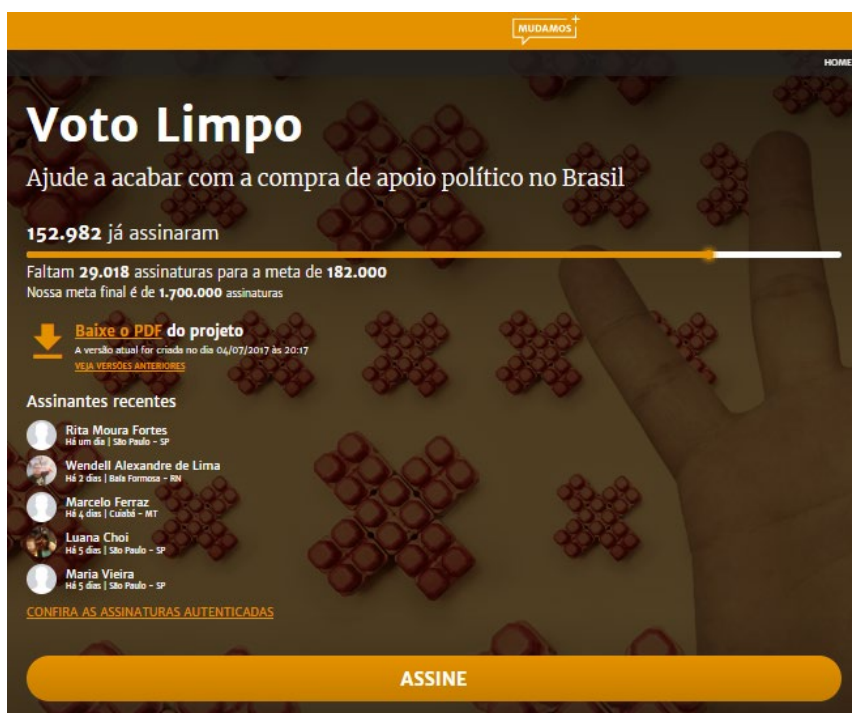 MUDAMOS
HOME
Voto Limpo
Ajude a acabar com a compra de apoio político no Brasil
152.982 já assinaram
Faltam 29.018 assinaturas para a meta de 182.000
Nossa meta final é de 1.700.000 assinaturas
Baixe o PDF do projeto
A versão atual for criada no dia 04/07/2017 às 20:17
VEJA VERSÕES ANTERIORES
Assinantes recentes
Rita Moura Fortes
Há um dia | São Paulo – SP
Wendell Alexandre de Lima
Há 2 dias | Baía Formosa – RN
Marcelo Ferraz
Há 4 dias | Cuiabá – MT
Luana Choi
Há 5 dias | São Paulo – SP
Maria Vieira
Há 5 dias | São Paulo – SP
CONFIRA AS ASSINATURAS AUTENTICADAS
ASSINE